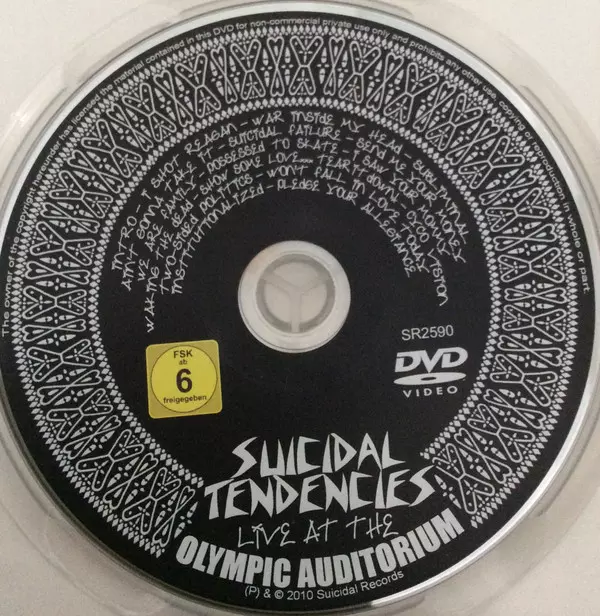 The owner of the copyright hereunder has licensed the material contained in this DVD for non-commercial private use only and prohibits any other use, copying or reproduction in whole or part.
INTRO - I SHOT REAGAN - WAR INSIDE MY HEAD - SUBLIMINAL
AIN'T GONNA TAKE IT - SUICIDAL FAILURE - SEND ME YOUR MONEY
WE ARE FAMILY - POSSESSED TO SKATE - I SAW YOUR MOMMY
WAKING THE DEAD - SHOW SOME LOVE... TEAR IT DOWN - CYCO VISION
TWO-SIDED POLITICS - WON'T FALL IN LOVE TODAY
INSTITUTIONALIZED - PLEDGE YOUR ALLEGIANCE
SR2590
DVD
VIDEO
FSK
ab
6
freigegeben
SUICIDAL
TENDENCIES
LIVE AT THE
OLYMPIC AUDITORIUM
(P) & © 2010 Suicidal Records